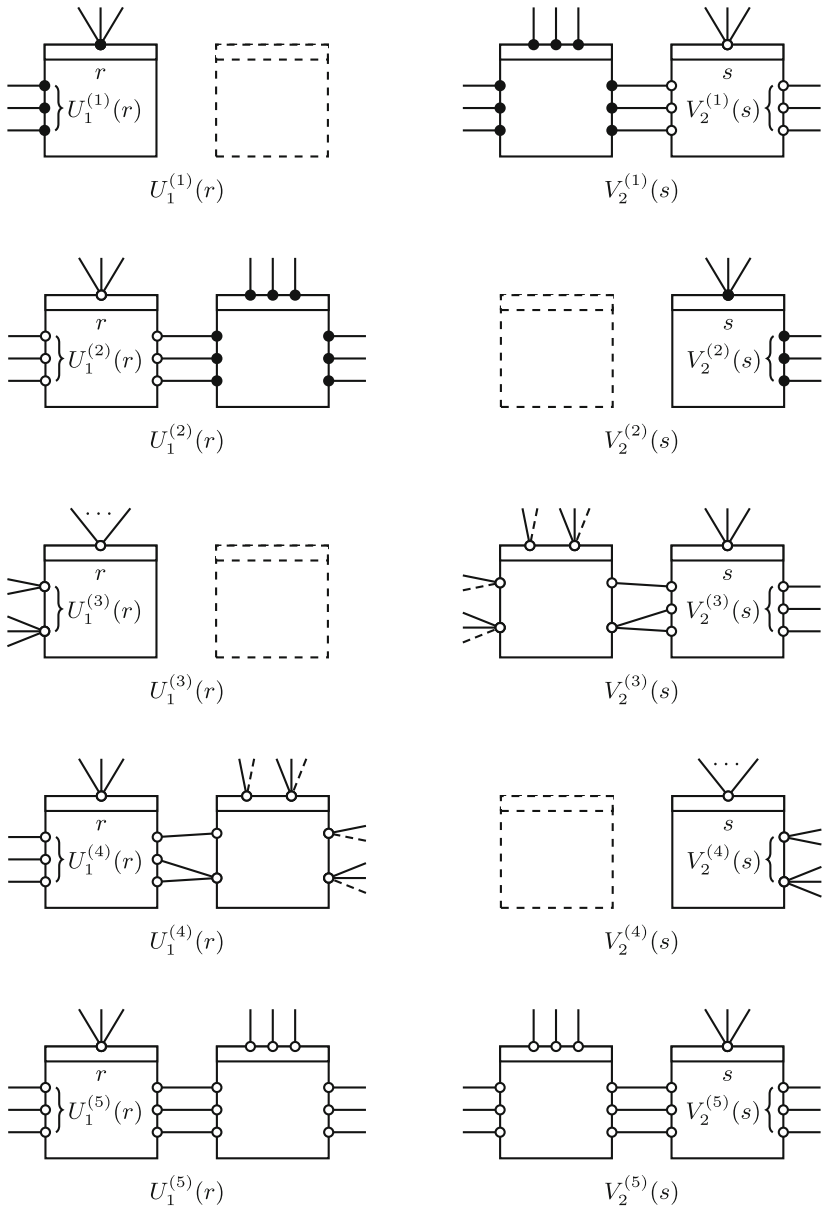 r s
U_1^{(1)}(r) V_2^{(1)}(s)
U_1^{(1)}(r) V_2^{(1)}(s)
r s
U_1^{(2)}(r) V_2^{(2)}(s)
U_1^{(2)}(r) V_2^{(2)}(s)
...
r s
U_1^{(3)}(r) V_2^{(3)}(s)
U_1^{(3)}(r) V_2^{(3)}(s)
...
r s
U_1^{(4)}(r) V_2^{(4)}(s)
U_1^{(4)}(r) V_2^{(4)}(s)
r s
U_1^{(5)}(r) V_2^{(5)}(s)
U_1^{(5)}(r) V_2^{(5)}(s)